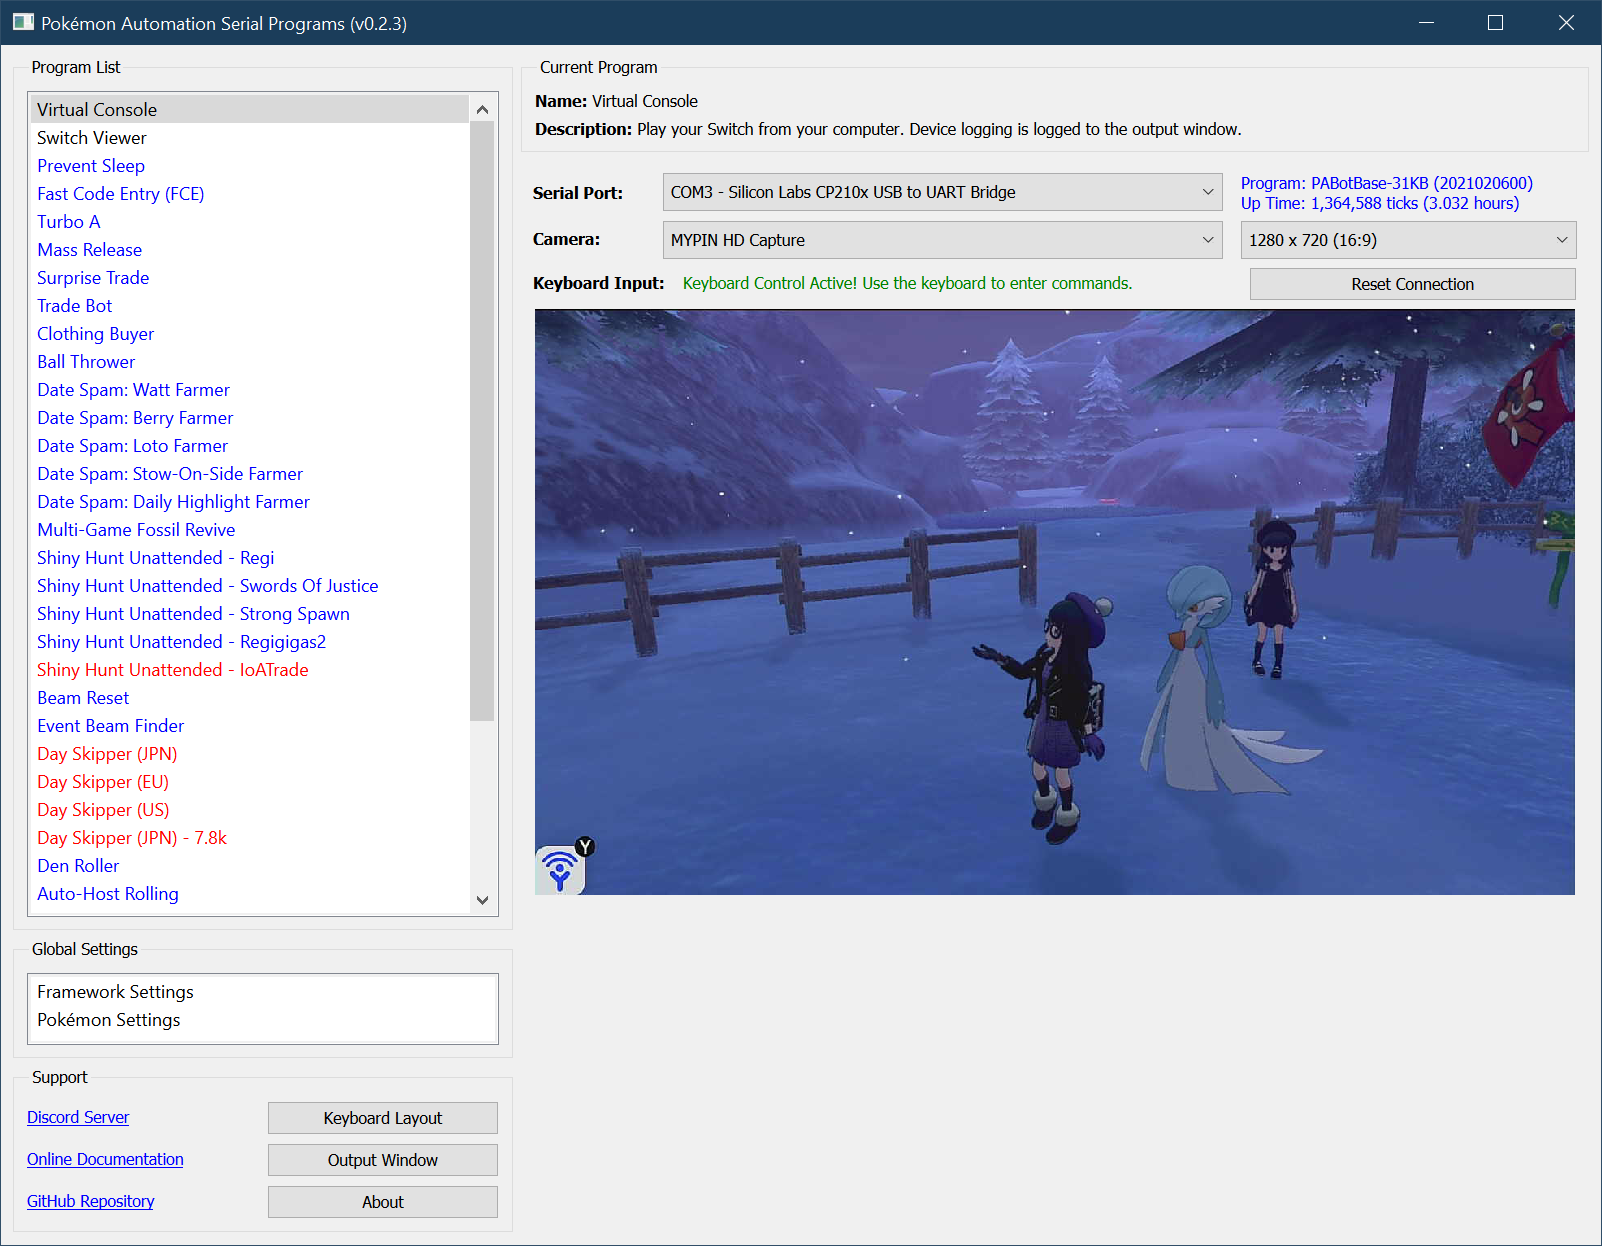 Pokémon Automation Serial Programs (v0.2.3)
Program List
Virtual Console
Switch Viewer
Prevent Sleep
Fast Code Entry (FCE)
Turbo A
Mass Release
Surprise Trade
Trade Bot
Clothing Buyer
Ball Thrower
Date Spam: Watt Farmer
Date Spam: Berry Farmer
Date Spam: Loto Farmer
Date Spam: Stow-On-Side Farmer
Date Spam: Daily Highlight Farmer
Multi-Game Fossil Revive
Shiny Hunt Unattended - Regi
Shiny Hunt Unattended - Swords Of Justice
Shiny Hunt Unattended - Strong Spawn
Shiny Hunt Unattended - Regigigas2
Shiny Hunt Unattended - IoATrade
Beam Reset
Event Beam Finder
Day Skipper (JPN)
Day Skipper (EU)
Day Skipper (US)
Day Skipper (JPN) - 7.8k
Den Roller
Auto-Host Rolling
Global Settings
Framework Settings
Pokémon Settings
Support
Discord Server
Keyboard Layout
Online Documentation
Output Window
GitHub Repository
About
Current Program
Name: Virtual Console
Description: Play your Switch from your computer. Device logging is logged to the output window.
Serial Port: COM3 - Silicon Labs CP210x USB to UART Bridge
Program: PABotBase-31KB (2021020600)
Up Time: 1,364,588 ticks (3.032 hours)
Camera: MYPIN HD Capture
1280 x 720 (16:9)
Keyboard Input: Keyboard Control Active! Use the keyboard to enter commands.
Reset Connection
Y